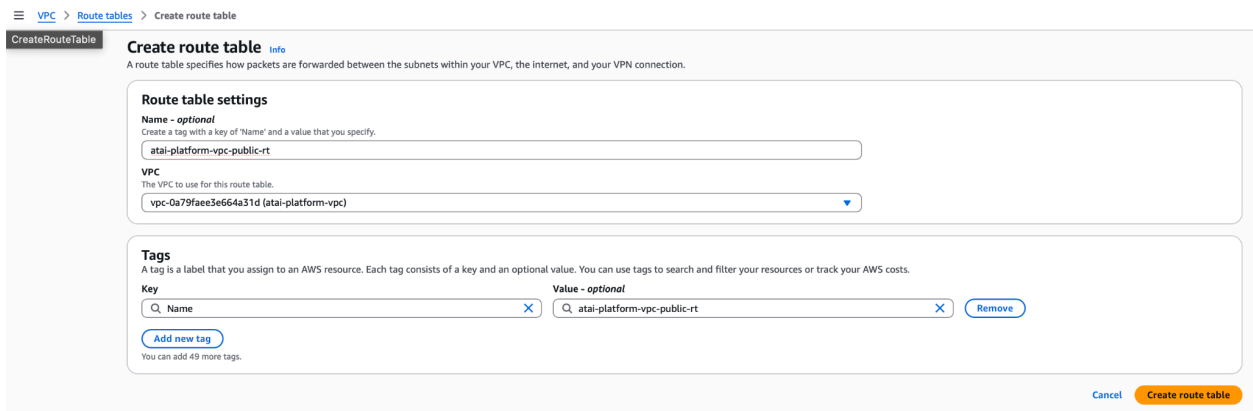 VPC > Route tables > Create route table
CreateRouteTable
Create route table Info
A route table specifies how packets are forwarded between the subnets within your VPC, the internet, and your VPN connection.
Route table settings
Name - optional
Create a tag with a key of 'Name' and a value that you specify.
atai-platform-vpc-public-rt
VPC
The VPC to use for this route table.
vpc-0a79faee3e664a31d (atai-platform-vpc)
Tags
A tag is a label that you assign to an AWS resource. Each tag consists of a key and an optional value. You can use tags to search and filter your resources or track your AWS costs.
Key Value - optional
Name atai-platform-vpc-public-rt Remove
Add new tag
You can add 49 more tags.
Cancel Create route table